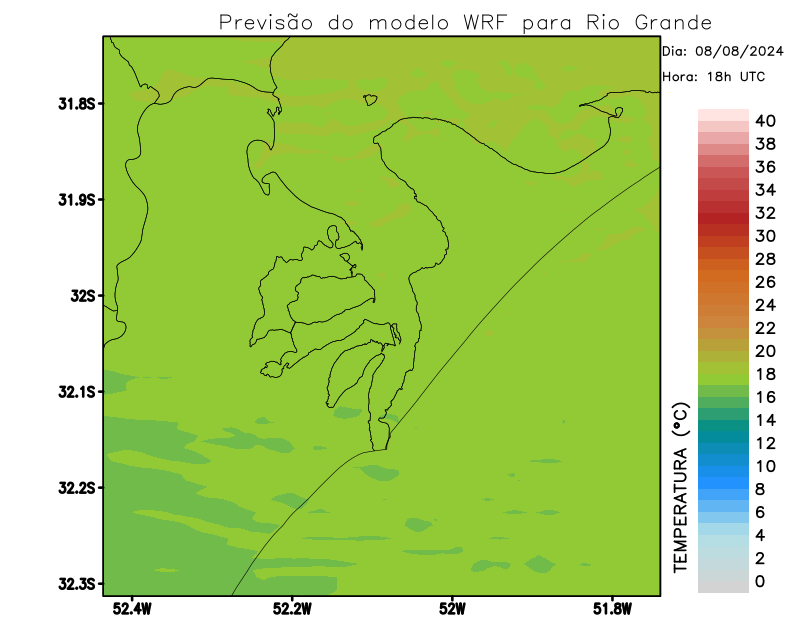 Previsão do modelo WRF para Rio Grande
Dia: 08/08/2024
Hora: 18h UTC
31.8S
31.9S
32S
32.1S
32.2S
32.3S
52.4W
52.2W
52W
51.8W
TEMPERATURA (°C)
40
38
36
34
32
30
28
26
24
22
20
18
16
14
12
10
8
6
4
2
0